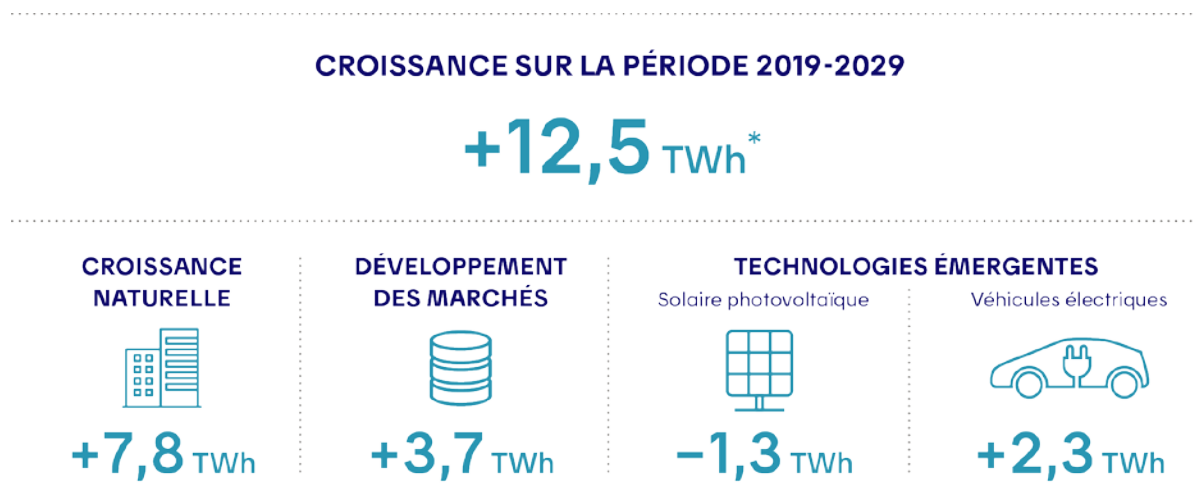 CROISSANCE SUR LA PÉRIODE 2019-2029
+12,5 TWh*
CROISSANCE
NATURELLE
+7,8 TWh
DÉVELOPPEMENT
DES MARCHÉS
+3,7 TWh
TECHNOLOGIES ÉMERGENTES
Solaire photovoltaïque
−1,3 TWh
Véhicules électriques
+2,3 TWh